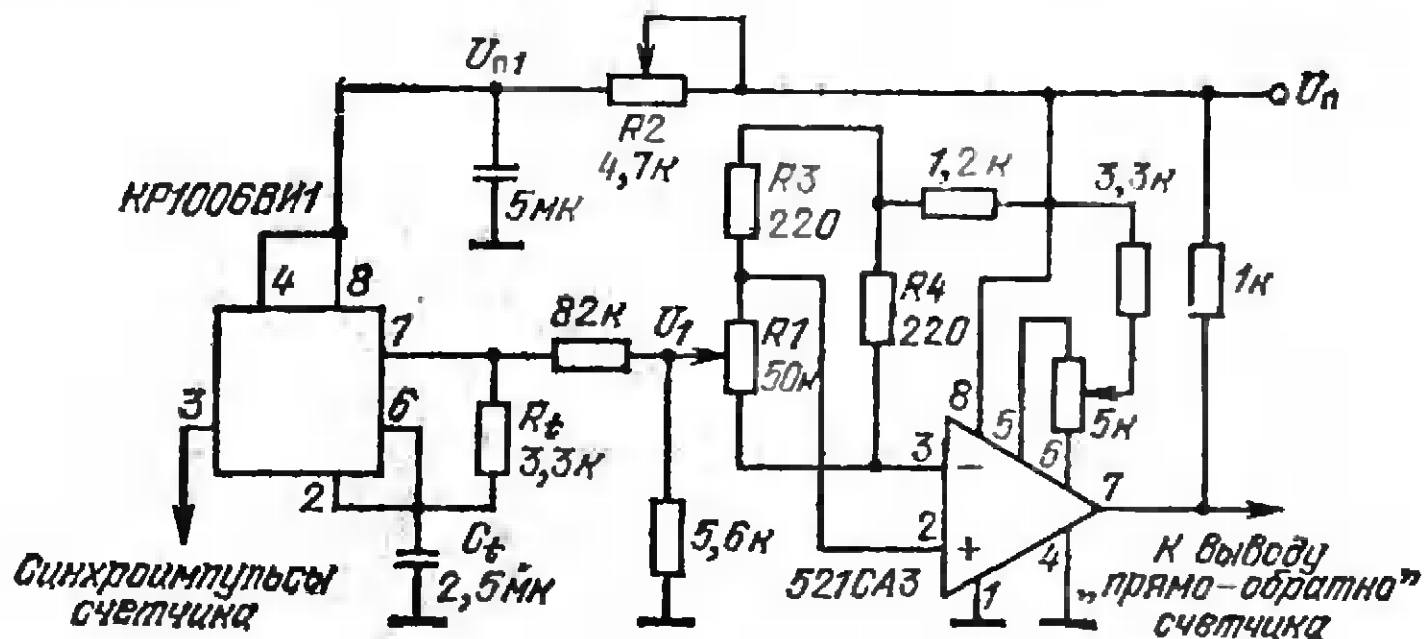 Uп1
R2
4,7к
Uп
КР1006ВИ1
5мк
R3
220
1,2к
3,3к
4
8
7
82к
U1
R1
50к
R4
220
1к
3
6
Rt
3,3к
8
5
5к
2
3
−
6
7
Ct
2,5мк
5,6к
2
+
4
521СА3
1
Синхроимпульсы
счетчика
К выводу
„прямо-обратно”
счетчика